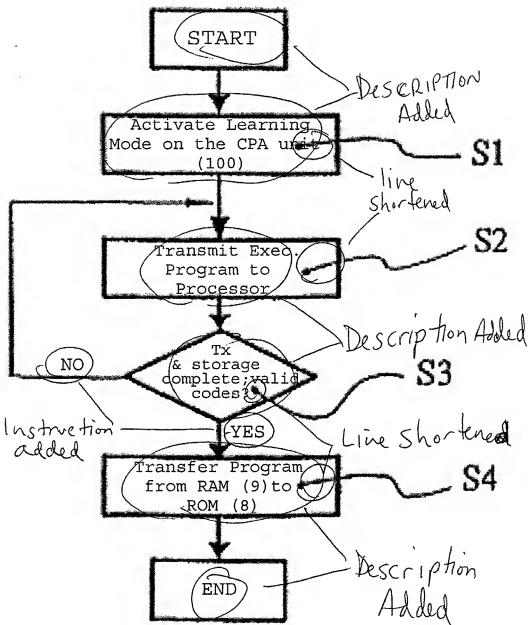 START
DESCRIPTION
Added
Activate Learning
Mode on the CPA unit
(100)
S1
line
shortened
S2
Transmit Exec.
Program to
Processor
Description Added
Tx
& storage
complete;valid
codes?
NO
S3
Instruction
added
YES
Line Shortened
Transfer Program
from RAM (9)to
ROM (8)
S4
END
Description
Added